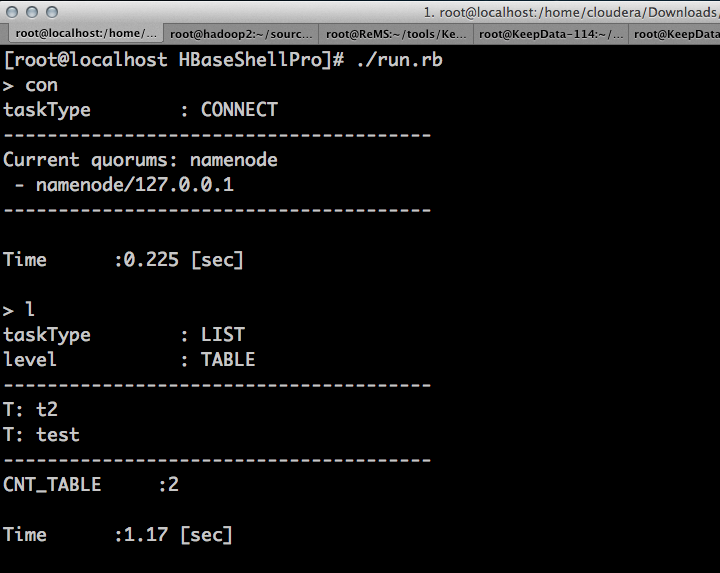 1. root@localhost:/home/cloudera/Downloads/
root@localhost:/home/... root@hadoop2:~/sourc... root@ReMS:~/tools/Ke... root@KeepData-114:~/... root@KeepData
[root@localhost HBaseShellPro]# ./run.rb
> con
taskType        : CONNECT
---------------------------------------
Current quorums: namenode
 - namenode/127.0.0.1
---------------------------------------
Time      :0.225 [sec]
> l
taskType        : LIST
level           : TABLE
---------------------------------------
T: t2
T: test
---------------------------------------
CNT_TABLE     :2
Time      :1.17 [sec]